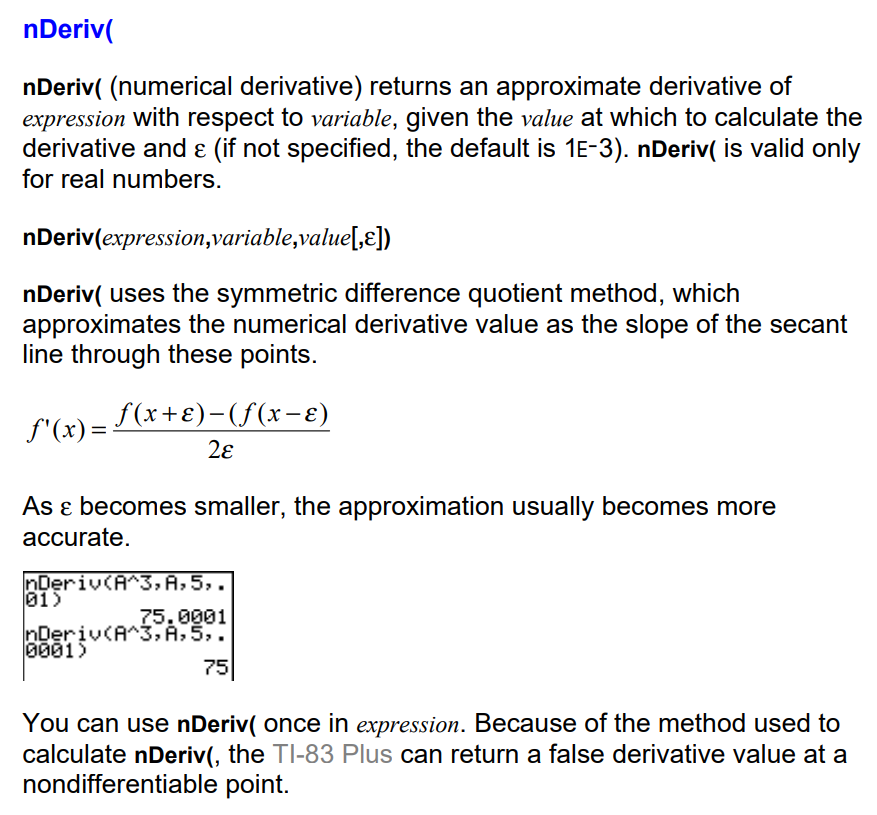 nDeriv(
nDeriv( (numerical derivative) returns an approximate derivative of
expression with respect to variable, given the value at which to calculate the
derivative and ε (if not specified, the default is 1E-3). nDeriv( is valid only
for real numbers.
nDeriv(expression,variable,value[,ε])
nDeriv( uses the symmetric difference quotient method, which
approximates the numerical derivative value as the slope of the secant
line through these points.
f'(x) = f(x+ε)–(f(x–ε)
2ε
As ε becomes smaller, the approximation usually becomes more
accurate.
nDeriv(A^3,A,5,.
01)
75.0001
nDeriv(A^3,A,5,.
0001)
75
You can use nDeriv( once in expression. Because of the method used to
calculate nDeriv(, the TI-83 Plus can return a false derivative value at a
nondifferentiable point.